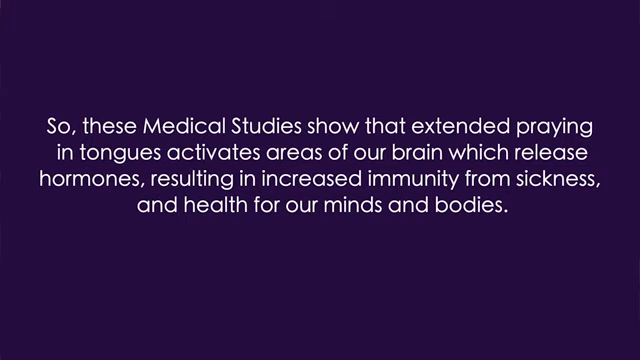 So, these Medical Studies show that extended praying
in tongues activates areas of our brain which release
hormones, resulting in increased immunity from sickness,
and health for our minds and bodies.